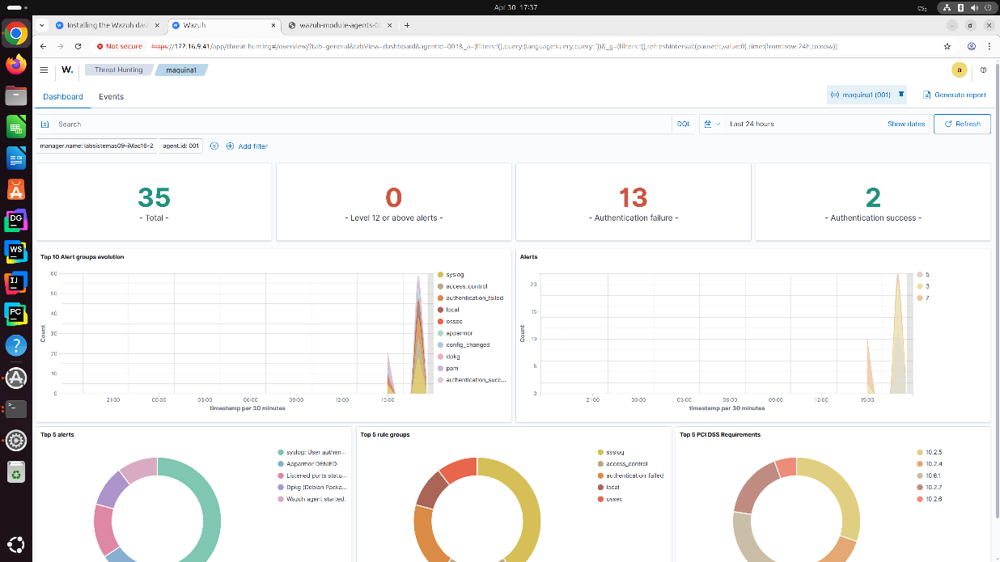 Apr 30 17:37
Installing the Wazuh das
Wazuh
wazuh-module-agents-0
Not secure
https://172.16.9.41/app/threat-hunting#/overview/?tab=general&tabView=dashboard&agentId=001&_a=(filters:!(),query:(language:kuery,query:''))&_g=(filters:!(),refreshInterval:(pause:!t,value:0),time:(from:now-24h,to:now))
W.
Threat Hunting
maquina1
a
Dashboard
Events
maquina1 (001)
Generate report
Search
DQL
Last 24 hours
Show dates
Refresh
manager.name: labsistemas09-iMac16-2
agent.id: 001
Add filter
35
- Total -
0
- Level 12 or above alerts -
13
- Authentication failure -
2
- Authentication success -
DG
WS
IJ
PC
Top 10 Alert groups evolution
Count
60
50
40
30
20
10
0
21:00 00:00 03:00 06:00 09:00 12:00 15:00
timestamp per 30 minutes
syslog
access_control
authentication_failed
local
ossec
apparmor
config_changed
dpkg
pam
authentication_succ...
Alerts
Count
20
15
10
5
0
21:00 00:00 03:00 06:00 09:00 12:00 15:00
timestamp per 30 minutes
5
3
7
Top 5 alerts
syslog: User authen...
Apparmor DENIED
Listened ports statu...
Dpkg (Debian Packa...
Wazuh agent started.
Top 5 rule groups
syslog
access_control
authentication_failed
local
ossec
Top 5 PCI DSS Requirements
10.2.5
10.2.4
10.6.1
10.2.7
10.2.6